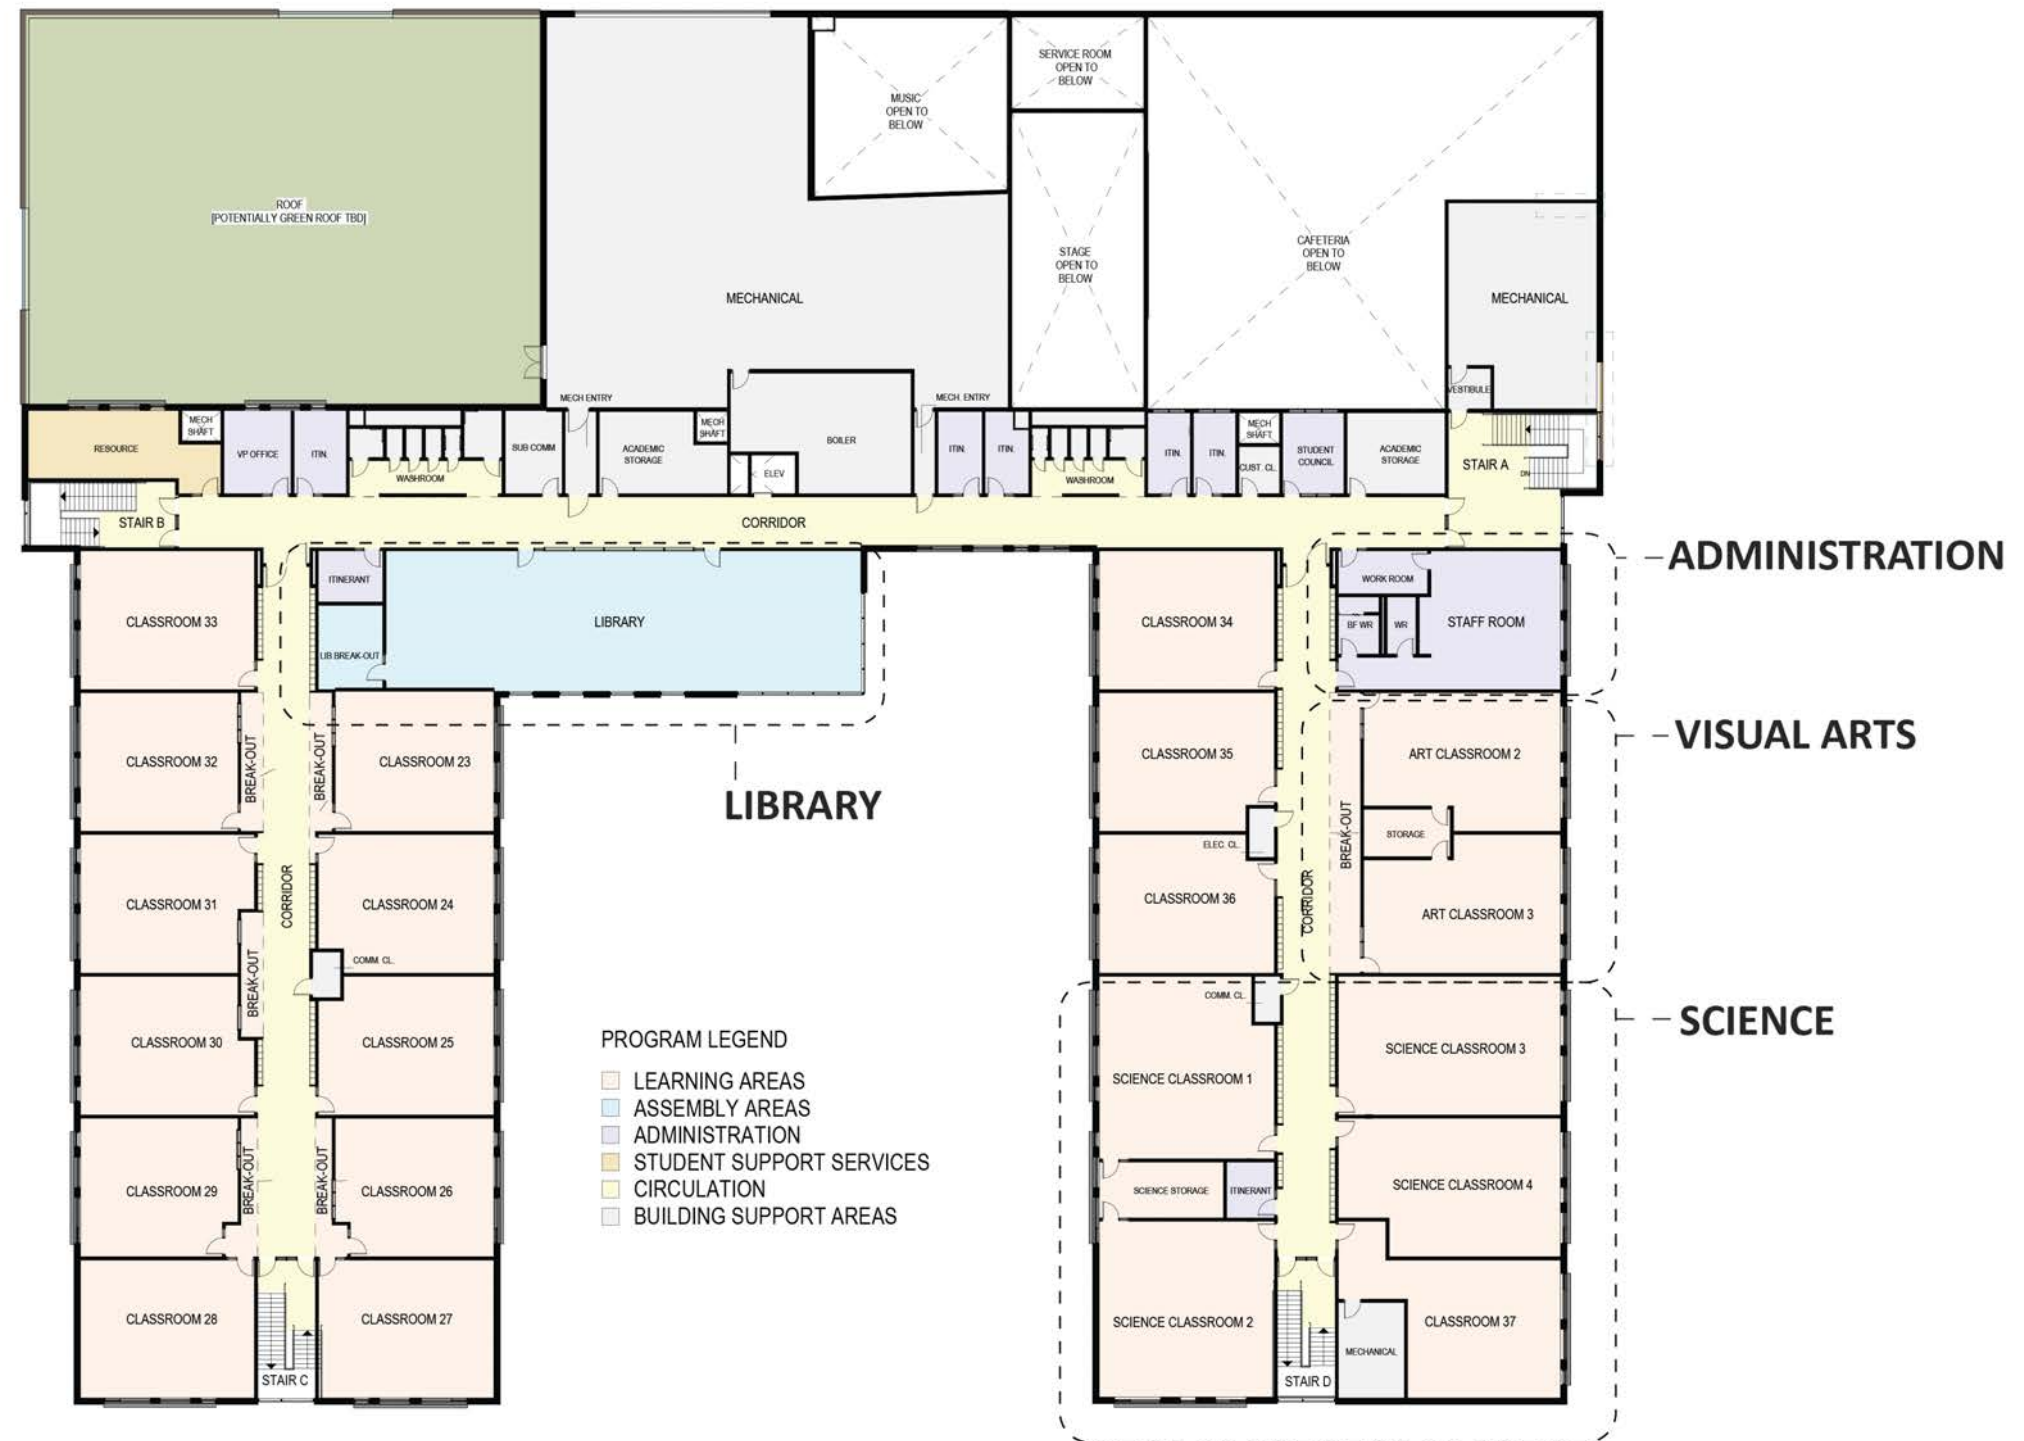 SERVICE ROOM
OPEN TO
BELOW
MUSIC
OPEN TO
BELOW
ROOF
[POTENTIALLY GREEN ROOF TBD]
STAGE
OPEN TO
BELOW
CAFETERIA
OPEN TO
BELOW
MECHANICAL
MECHANICAL
VESTIBULE
MECH ENTRY
MECH. ENTRY
RESOURCE
MECH
SHAFT
VP OFFICE
ITIN.
WASHROOM
SUB COMM
ACADEMIC
STORAGE
MECH
SHAFT
BOILER
ELEV
ITIN.
ITIN.
WASHROOM
ITIN.
ITIN.
MECH
SHAFT
CUST. CL.
STUDENT
COUNCIL
ACADEMIC
STORAGE
STAIR A
DN
STAIR B
CORRIDOR
ADMINISTRATION
ITINERANT
LIBRARY
LIB BREAK-OUT
CLASSROOM 33
CLASSROOM 34
WORK ROOM
BF WR
WR
STAFF ROOM
CLASSROOM 32
BREAK-OUT
BREAK-OUT
CLASSROOM 23
LIBRARY
CLASSROOM 35
ART CLASSROOM 2
VISUAL ARTS
STORAGE
BREAK-OUT
ELEC. CL.
CLASSROOM 31
CORRIDOR
CLASSROOM 24
CLASSROOM 36
CORRIDOR
ART CLASSROOM 3
BREAK-OUT
COMM. CL.
COMM. CL.
CLASSROOM 30
CLASSROOM 25
SCIENCE CLASSROOM 1
SCIENCE CLASSROOM 3
SCIENCE
PROGRAM LEGEND
LEARNING AREAS
ASSEMBLY AREAS
ADMINISTRATION
STUDENT SUPPORT SERVICES
CIRCULATION
BUILDING SUPPORT AREAS
CLASSROOM 29
BREAK-OUT
BREAK-OUT
CLASSROOM 26
SCIENCE STORAGE
ITINERANT
SCIENCE CLASSROOM 4
CLASSROOM 28
STAIR C
CLASSROOM 27
SCIENCE CLASSROOM 2
STAIR D
MECHANICAL
CLASSROOM 37